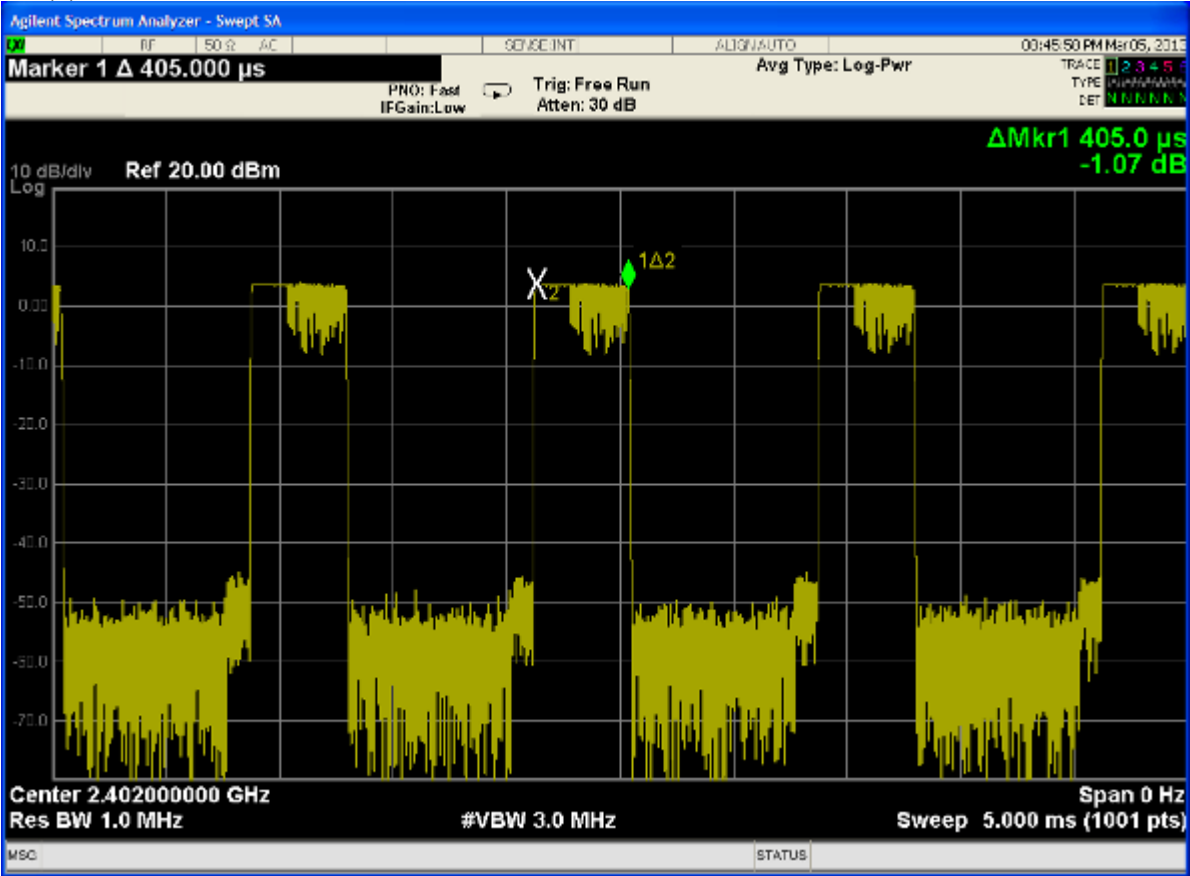 Agilent Spectrum Analyzer - Swept SA
RF 50 Ω AC SENSE:INT ALIGNAUTO 08:45:50 PM Mar 05, 2013
Marker 1 Δ 405.000 μs
PNO: Fast
IFGain:Low
Trig: Free Run
Atten: 30 dB
Avg Type: Log-Pwr
TRACE 1 2 3 4 5 6
TYPE
DET N N N N N N
ΔMkr1 405.0 μs
-1.07 dB
10 dB/div Ref 20.00 dBm
Log
10.0
1Δ2
X2
0.00
-10.0
-20.0
-30.0
-40.0
-50.0
-60.0
-70.0
Center 2.402000000 GHz Span 0 Hz
Res BW 1.0 MHz #VBW 3.0 MHz Sweep 5.000 ms (1001 pts)
MSG STATUS